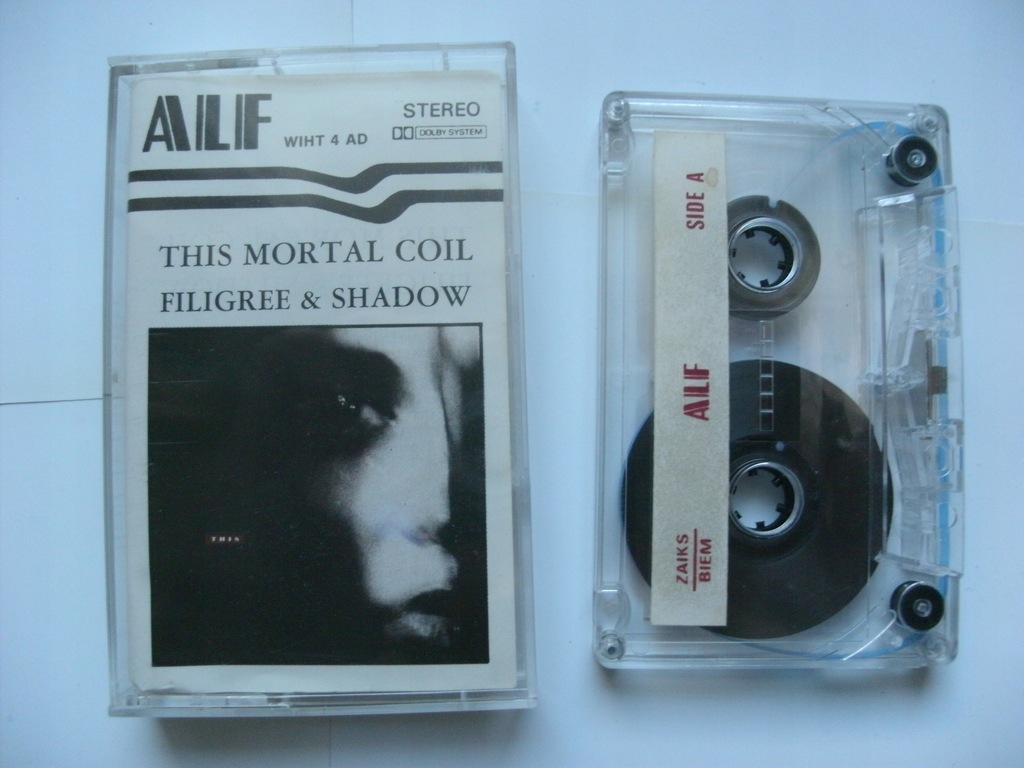 ALF
WIHT 4 AD
STEREO
DOLBY SYSTEM
THIS MORTAL COIL
FILIGREE & SHADOW
THIS
SIDE A
ALF
ZAIKS
BIEM